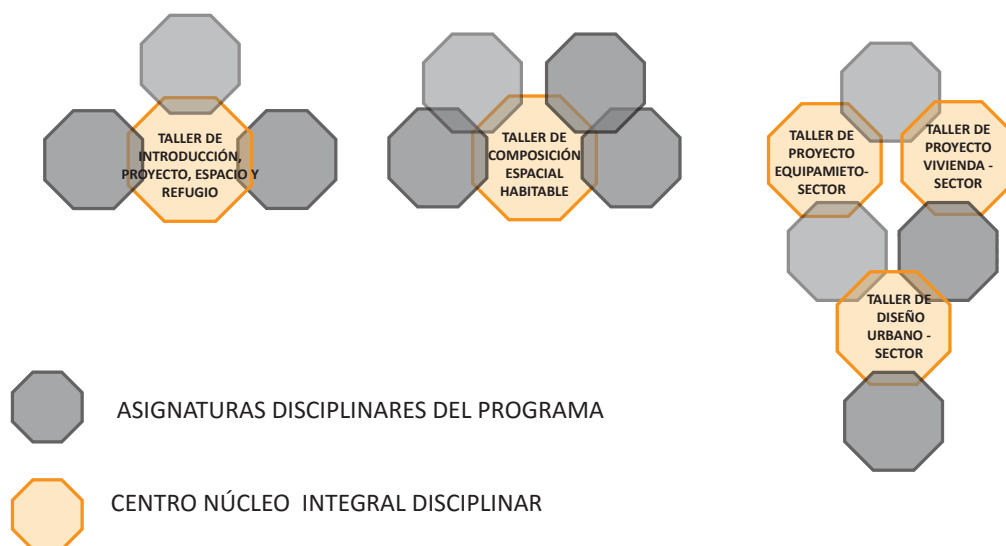 TALLER DE
INTRODUCCIÓN,
PROYECTO, ESPACIO Y
REFUGIO
TALLER DE
COMPOSICIÓN
ESPACIAL
HABITABLE
TALLER DE
PROYECTO
EQUIPAMIETO-
SECTOR
TALLER DE
PROYECTO
VIVIENDA -
SECTOR
TALLER DE
DISEÑO
URBANO -
SECTOR
ASIGNATURAS DISCIPLINARES DEL PROGRAMA
CENTRO NÚCLEO INTEGRAL DISCIPLINAR